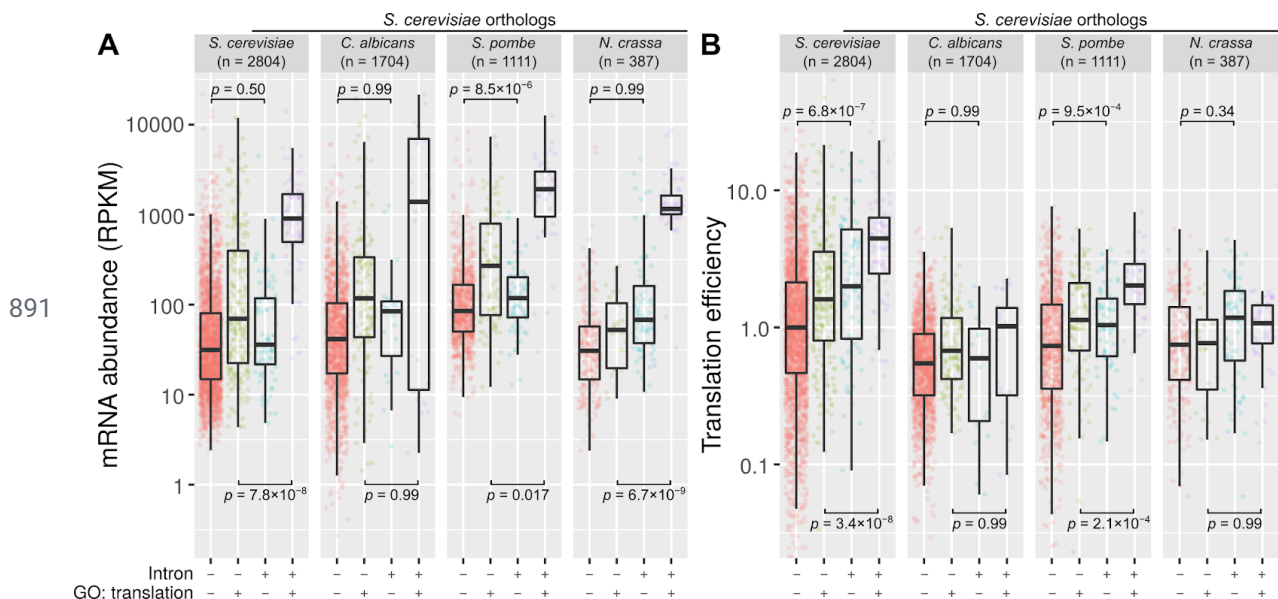 891
A
S. cerevisiae orthologs
S. cerevisiae
(n = 2804)
C. albicans
(n = 1704)
S. pombe
(n = 1111)
N. crassa
(n = 387)
p = 0.50
p = 0.99
p = 8.5×10⁻⁶
p = 0.99
mRNA abundance (RPKM)
10000
1000
100
10
1
p = 7.8×10⁻⁸
p = 0.99
p = 0.017
p = 6.7×10⁻⁹
Intron
− − + + − − + + − − + + − − + +
GO: translation
− + − + − + − + − + − + − + − +
B
S. cerevisiae orthologs
S. cerevisiae
(n = 2804)
C. albicans
(n = 1704)
S. pombe
(n = 1111)
N. crassa
(n = 387)
p = 6.8×10⁻⁷
p = 0.99
p = 9.5×10⁻⁴
p = 0.34
Translation efficiency
10.0
1.0
0.1
p = 3.4×10⁻⁸
p = 0.99
p = 2.1×10⁻⁴
p = 0.99
− − + + − − + + − − + + − − + +
− + − + − + − + − + − + − + − +